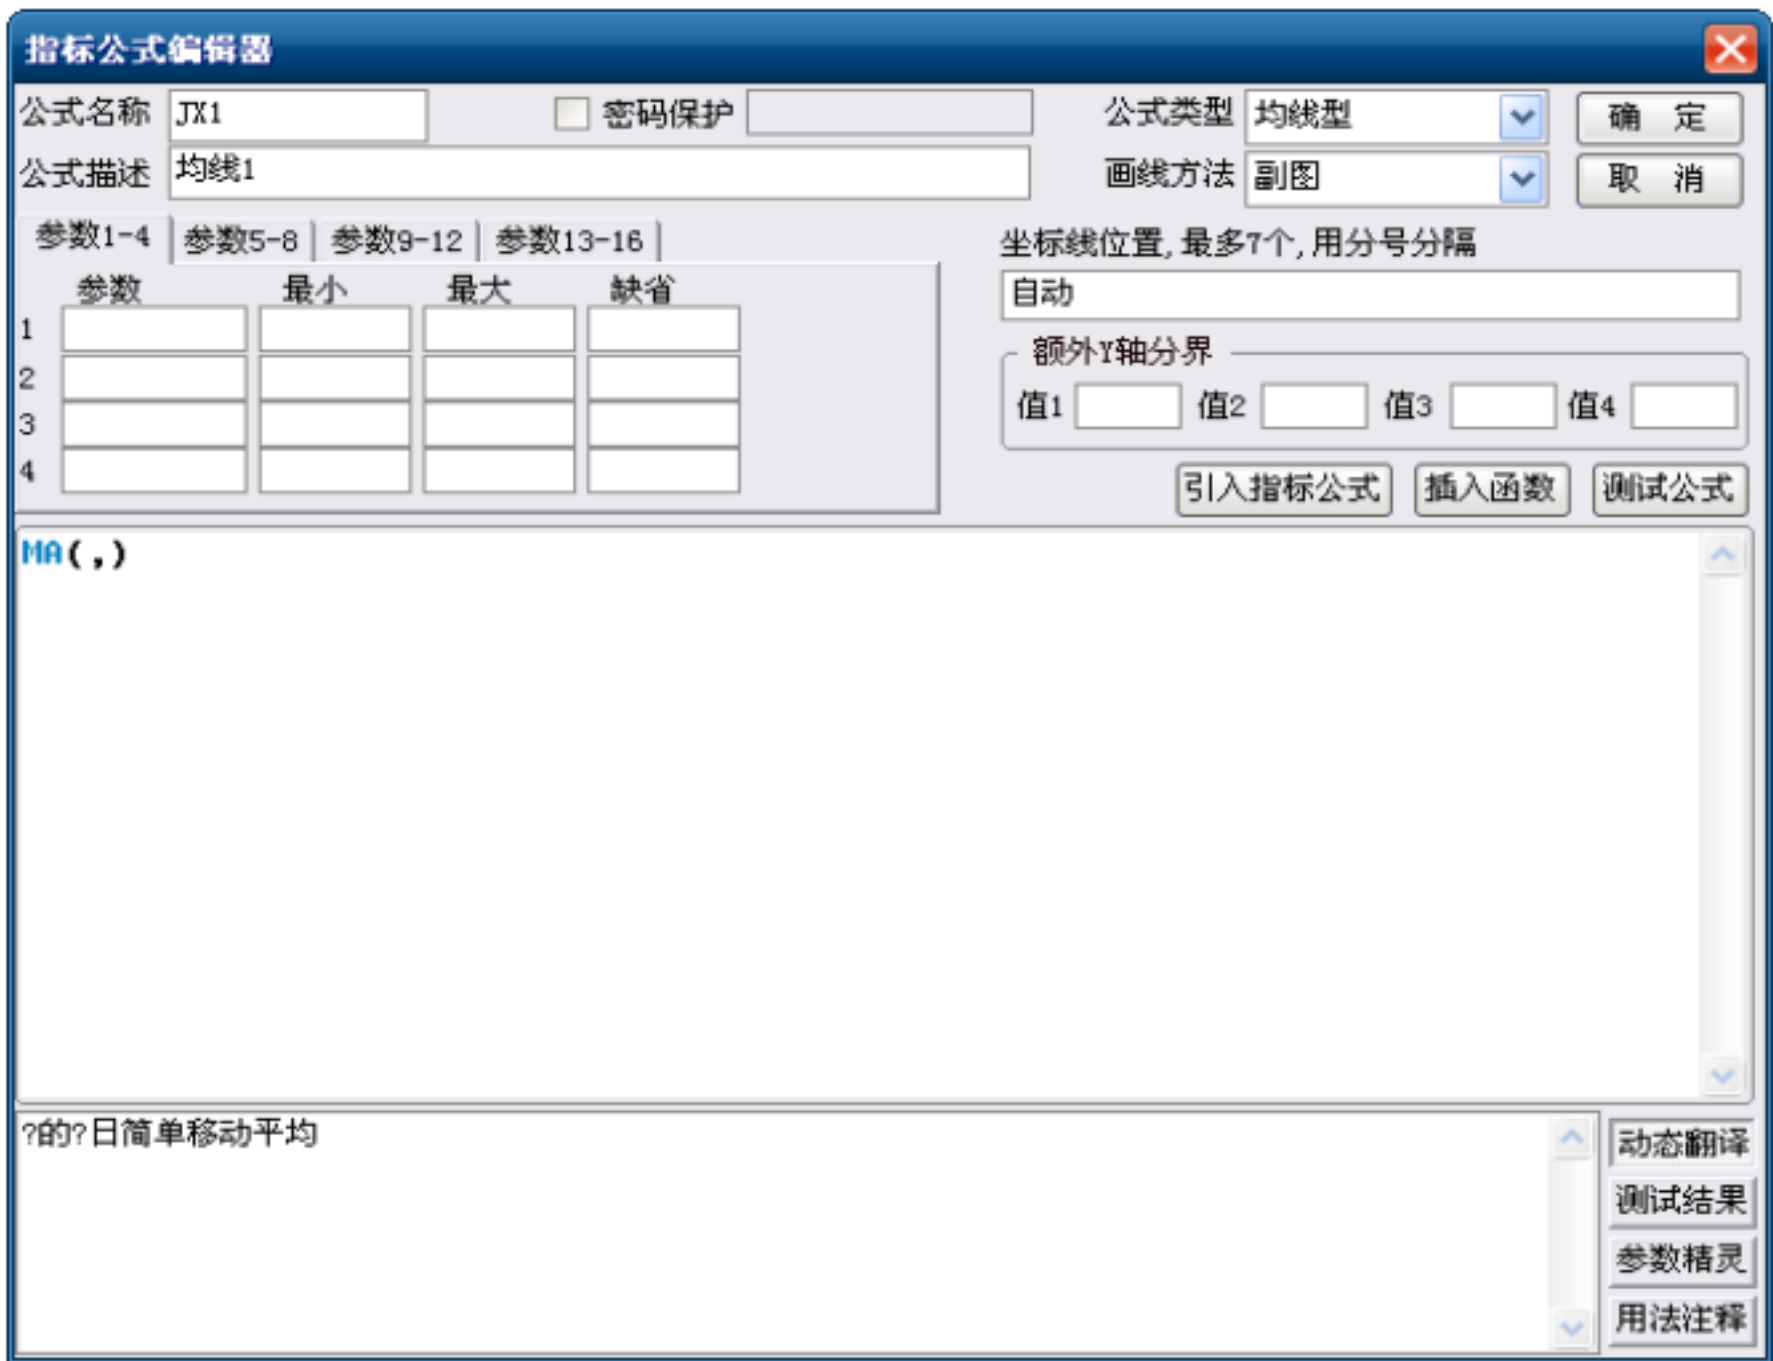 指标公式编辑器
公式名称 JX1 密码保护 公式类型 均线型 确 定
公式描述 均线1 画线方法 副图 取 消
参数1-4 参数5-8 参数9-12 参数13-16
坐标线位置,最多7个,用分号分隔
参数 最小 最大 缺省
自动
1
2
3
4
额外Y轴分界
值1 值2 值3 值4
引入指标公式 插入函数 测试公式
MA(,)
?的?日简单移动平均
动态翻译
测试结果
参数精灵
用法注释